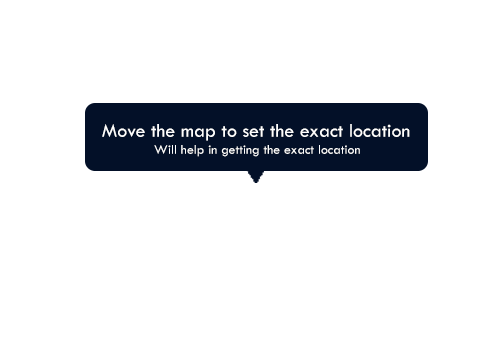 Move the map to set the exact location
Will help in getting the exact location